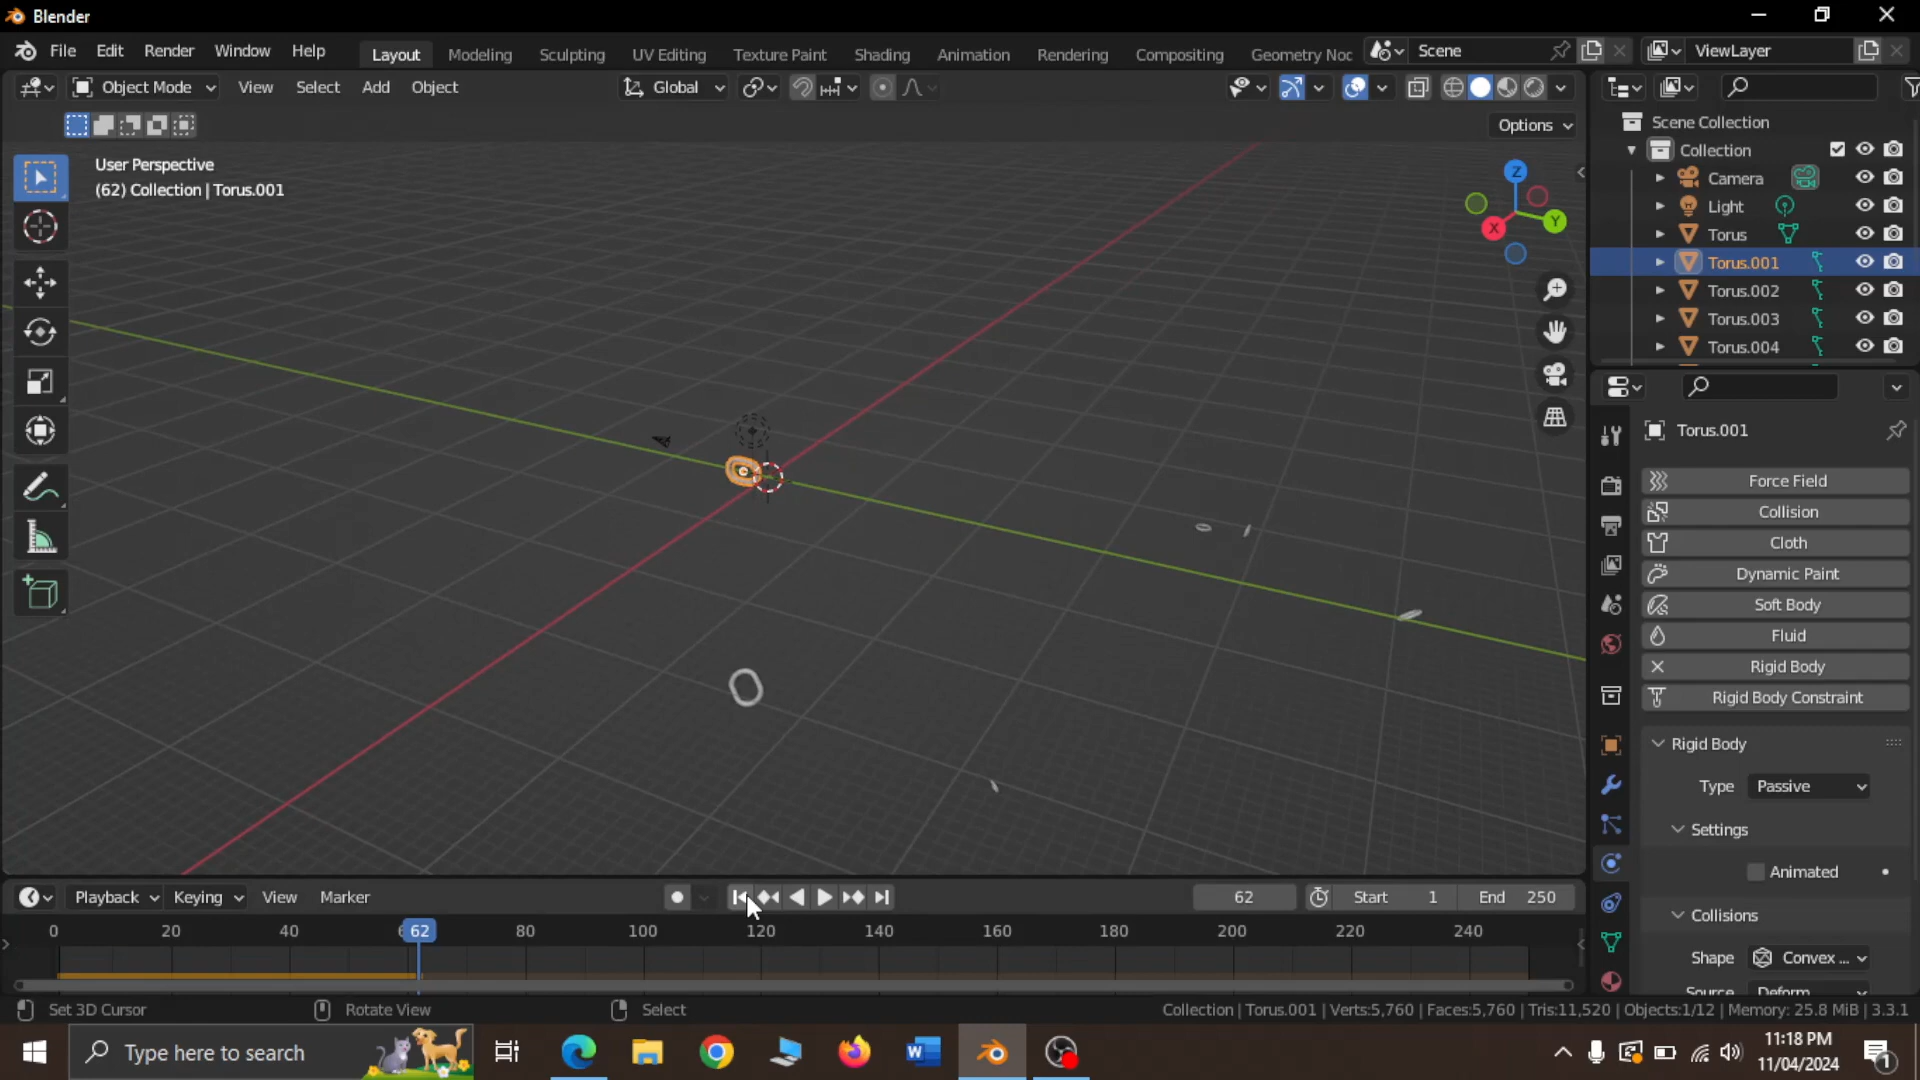 Blender
File Edit Render Window Help Layout Modeling Sculpting UV Editing Texture Paint Shading Animation Rendering Compositing Geometry Noc Scene ViewLayer
Object Mode View Select Add Object Global
Options
User Perspective
(62) Collection | Torus.001
Z
Y
X
Scene Collection
Collection
Camera
Light
Torus
Torus.001
Torus.002
Torus.003
Torus.004
Torus.001
Force Field
Collision
Cloth
Dynamic Paint
Soft Body
Fluid
Rigid Body
Rigid Body Constraint
Rigid Body
Type Passive
Settings
Animated
Collisions
Shape Convex ...
Source Deform
Playback Keying View Marker 62 Start 1 End 250
0 20 40 62 80 100 120 140 160 180 200 220 240
Set 3D Cursor Rotate View Select Collection | Torus.001 | Verts:5,760 | Faces:5,760 | Tris:11,520 | Objects:1/12 | Memory: 25.8 MiB | 3.3.1
Type here to search
11:18 PM
11/04/2024
1